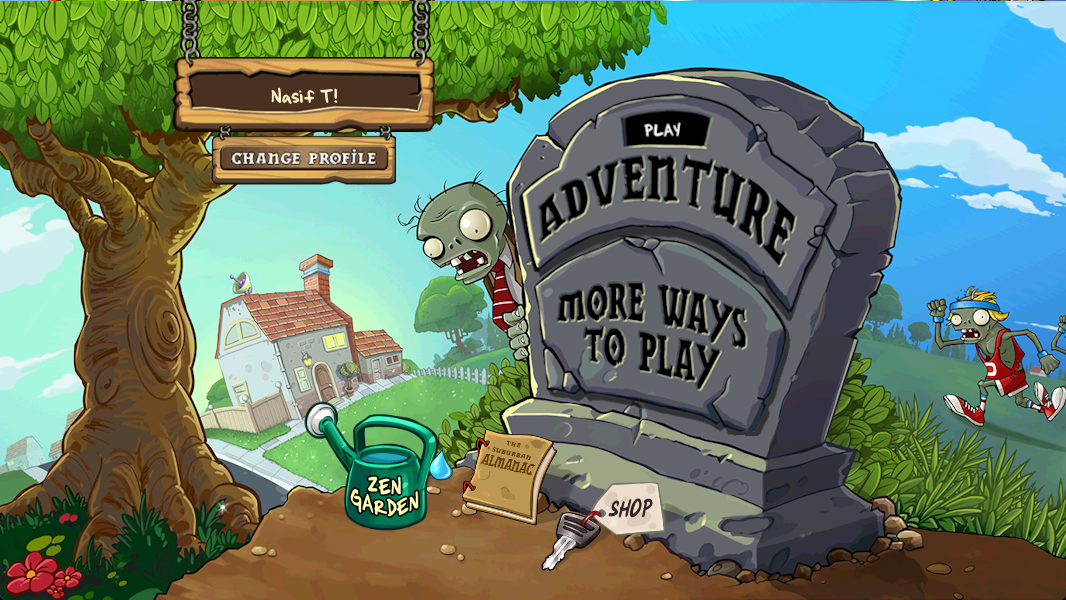 Nasif T!
CHANGE PROFILE
PLAY
ADVENTURE
MORE WAYS
TO PLAY
ZEN
GARDEN
THE
SUBURBAN
ALMANAC
SHOP